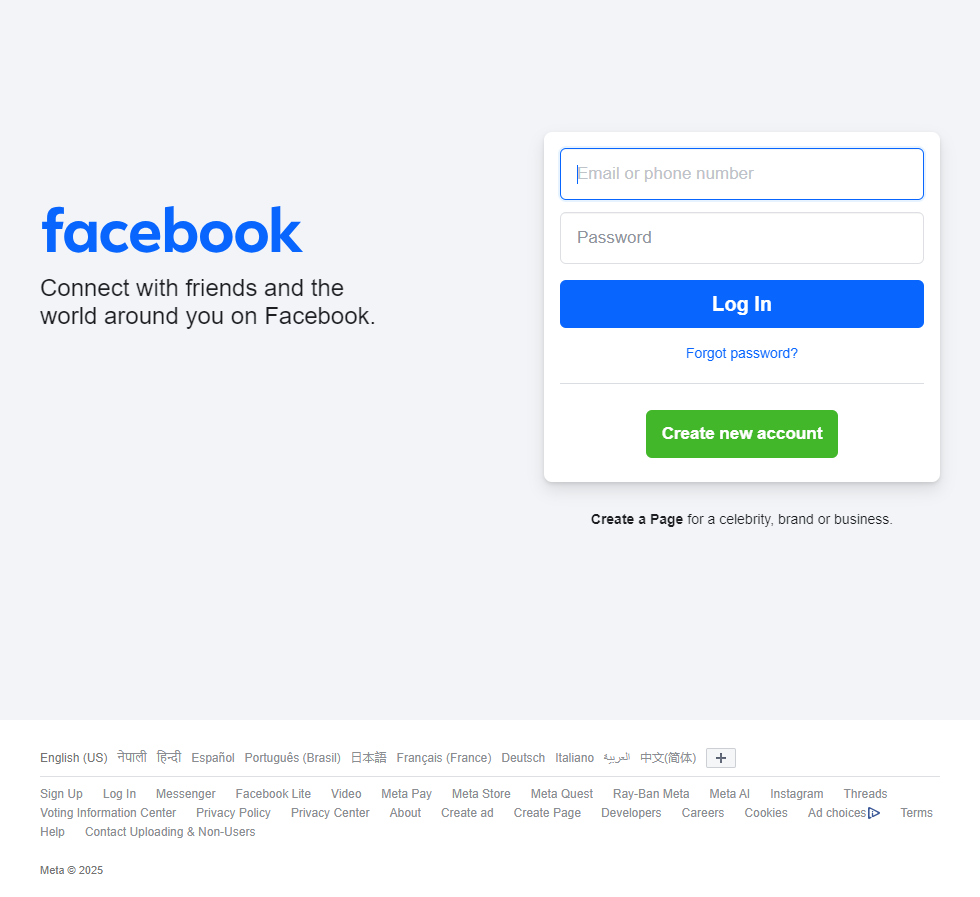 facebook
Connect with friends and the
world around you on Facebook.
Email or phone number
Password
Log In
Forgot password?
Create new account
Create a Page for a celebrity, brand or business.
English (US) नेपाली हिन्दी Español Português (Brasil) 日本語 Français (France) Deutsch Italiano العربية 中文(简体)
Sign Up Log In Messenger Facebook Lite Video Meta Pay Meta Store Meta Quest Ray-Ban Meta Meta AI Instagram Threads
Voting Information Center Privacy Policy Privacy Center About Create ad Create Page Developers Careers Cookies Ad choices Terms
Help Contact Uploading & Non-Users
Meta © 2025